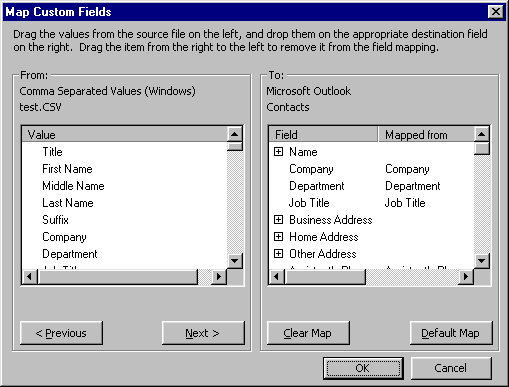 Map Custom Fields
Drag the values from the source file on the left, and drop them on the appropriate destination field
on the right. Drag the item from the right to the left to remove it from the field mapping.
From:
Comma Separated Values (Windows)
test.CSV
Value
Title
First Name
Middle Name
Last Name
Suffix
Company
Department
Job Title
< Previous
Next >
To:
Microsoft Outlook
Contacts
Field Mapped from
Name
Company Company
Department Department
Job Title Job Title
Business Address
Home Address
Other Address
Clear Map
Default Map
OK
Cancel